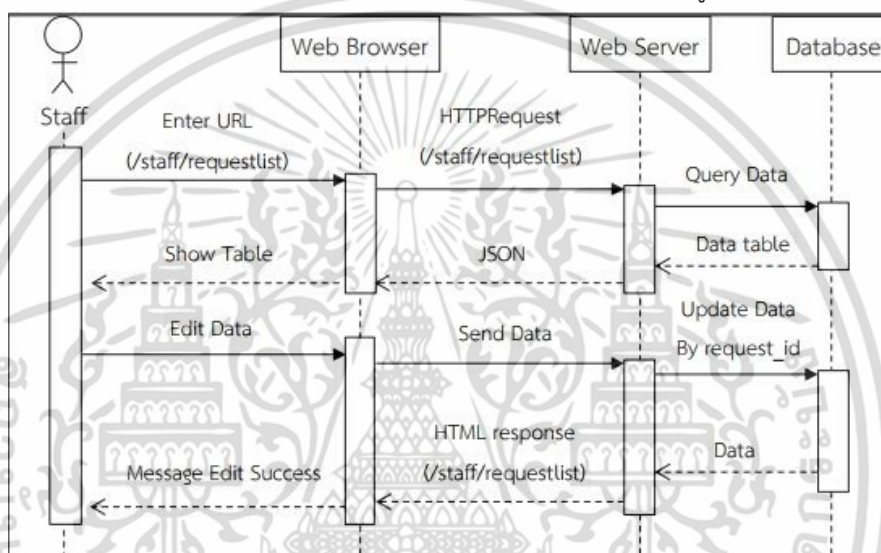 Web Browser
Web Server
Database
Staff
Enter URL
(/staff/requestlist)
HTTPRequest
(/staff/requestlist)
Query Data
Show Table
JSON
Data table
Edit Data
Send Data
Update Data
By request_id
Message Edit Success
HTML response
(/staff/requestlist)
Data